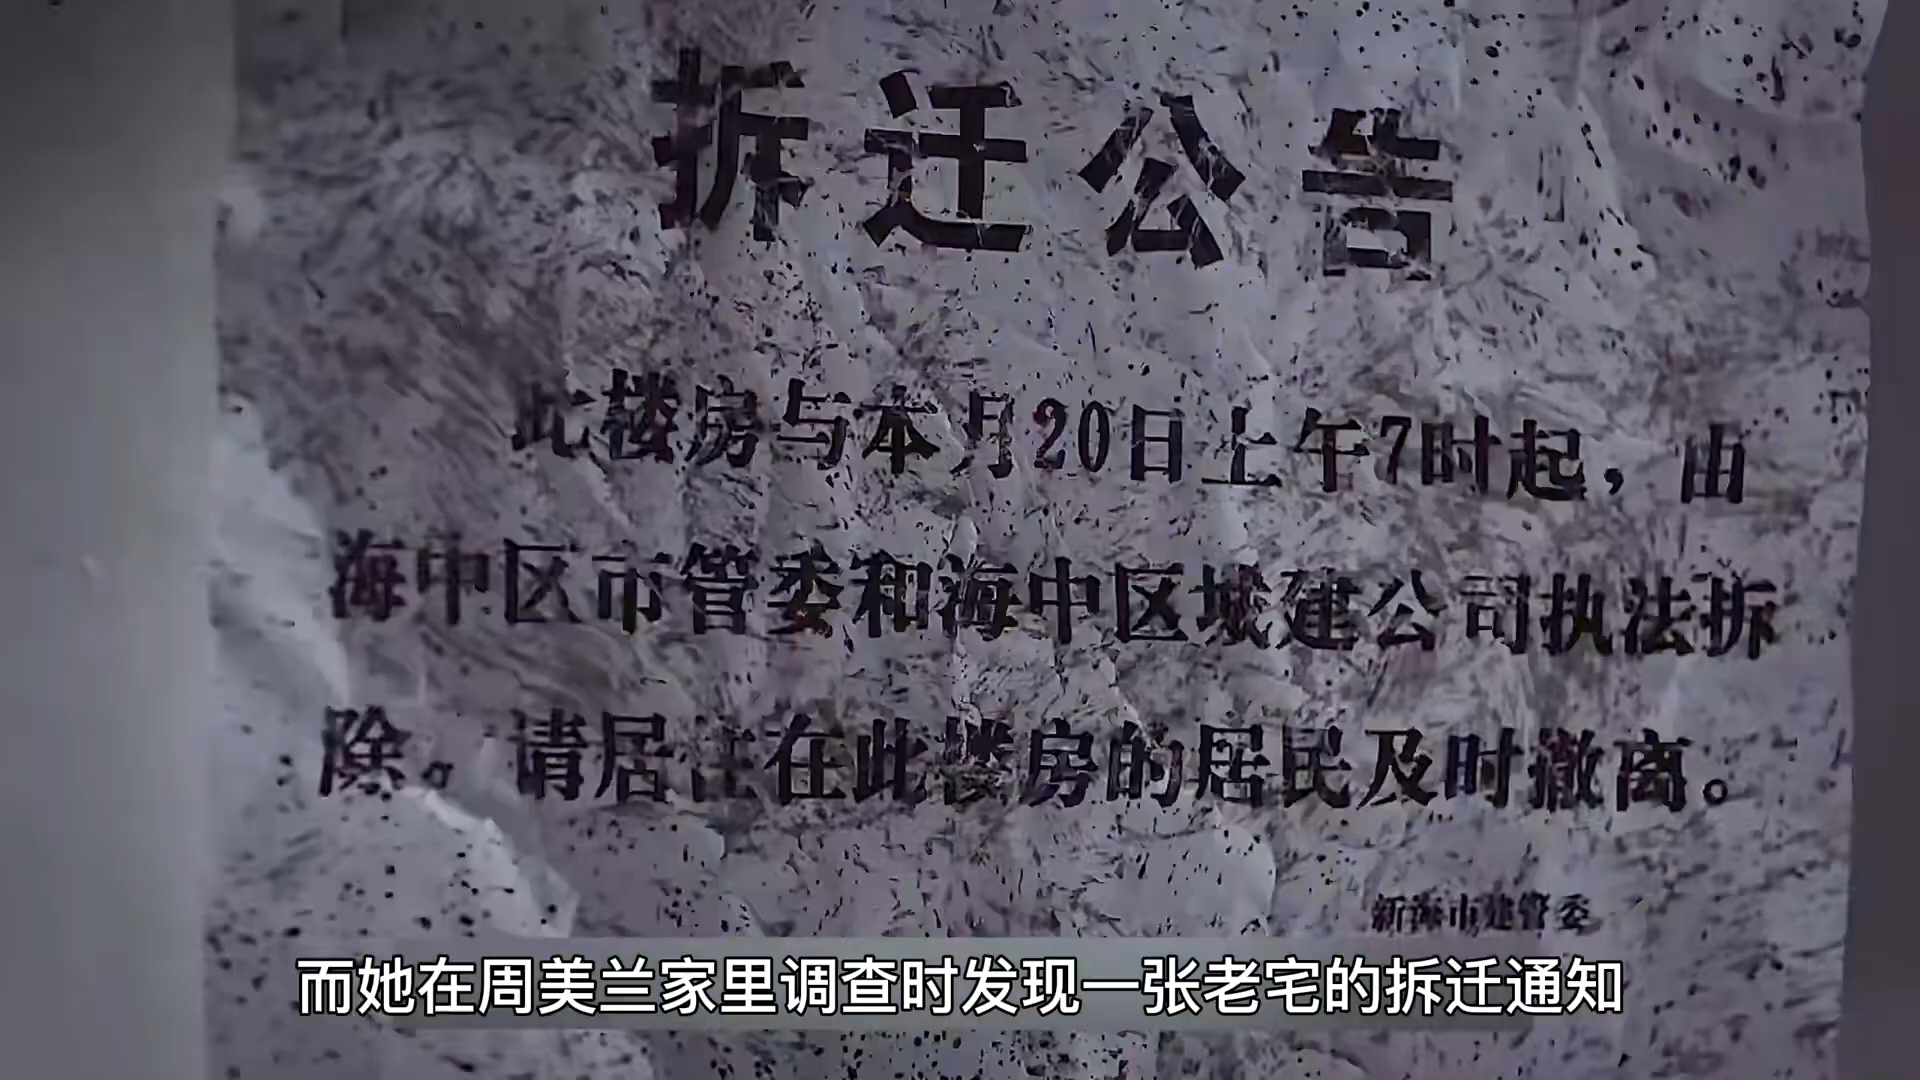 拆迁公告
此楼房与本月20日上午7时起，由
海中区市管委和海中区城建公司执法拆
除。请居住在此楼房的居民及时撤离。
新海市建管委
而她在周美兰家里调查时发现一张老宅的拆迁通知